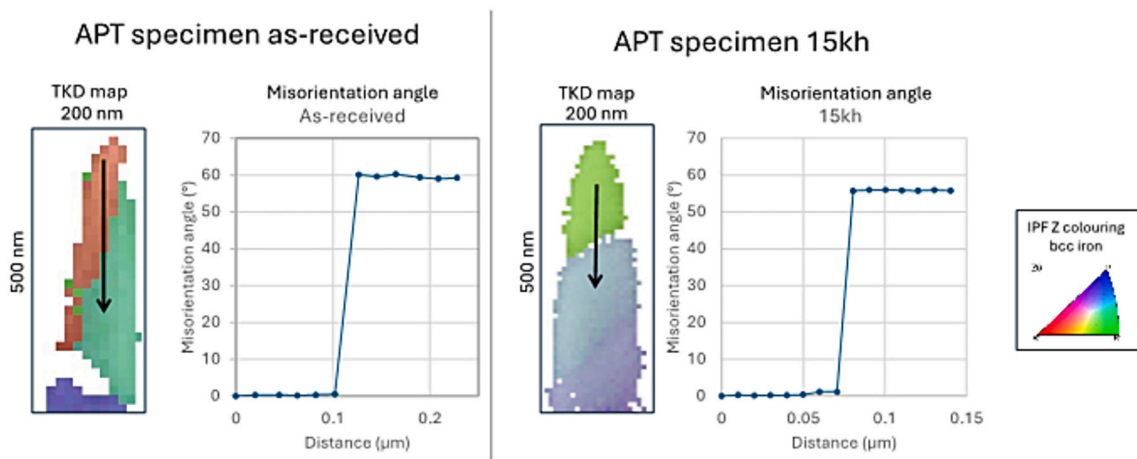 APT specimen as-received
TKD map
200 nm
500 nm
Misorientation angle
As-received
Misorientation angle (°)
70
60
50
40
30
20
10
0
0
0.1
0.2
Distance (µm)
APT specimen 15kh
TKD map
200 nm
500 nm
Misorientation angle
15kh
Misorientation angle (°)
70
60
50
40
30
20
10
0
0
0.05
0.1
0.15
Distance (µm)
IPF Z colouring
bcc iron